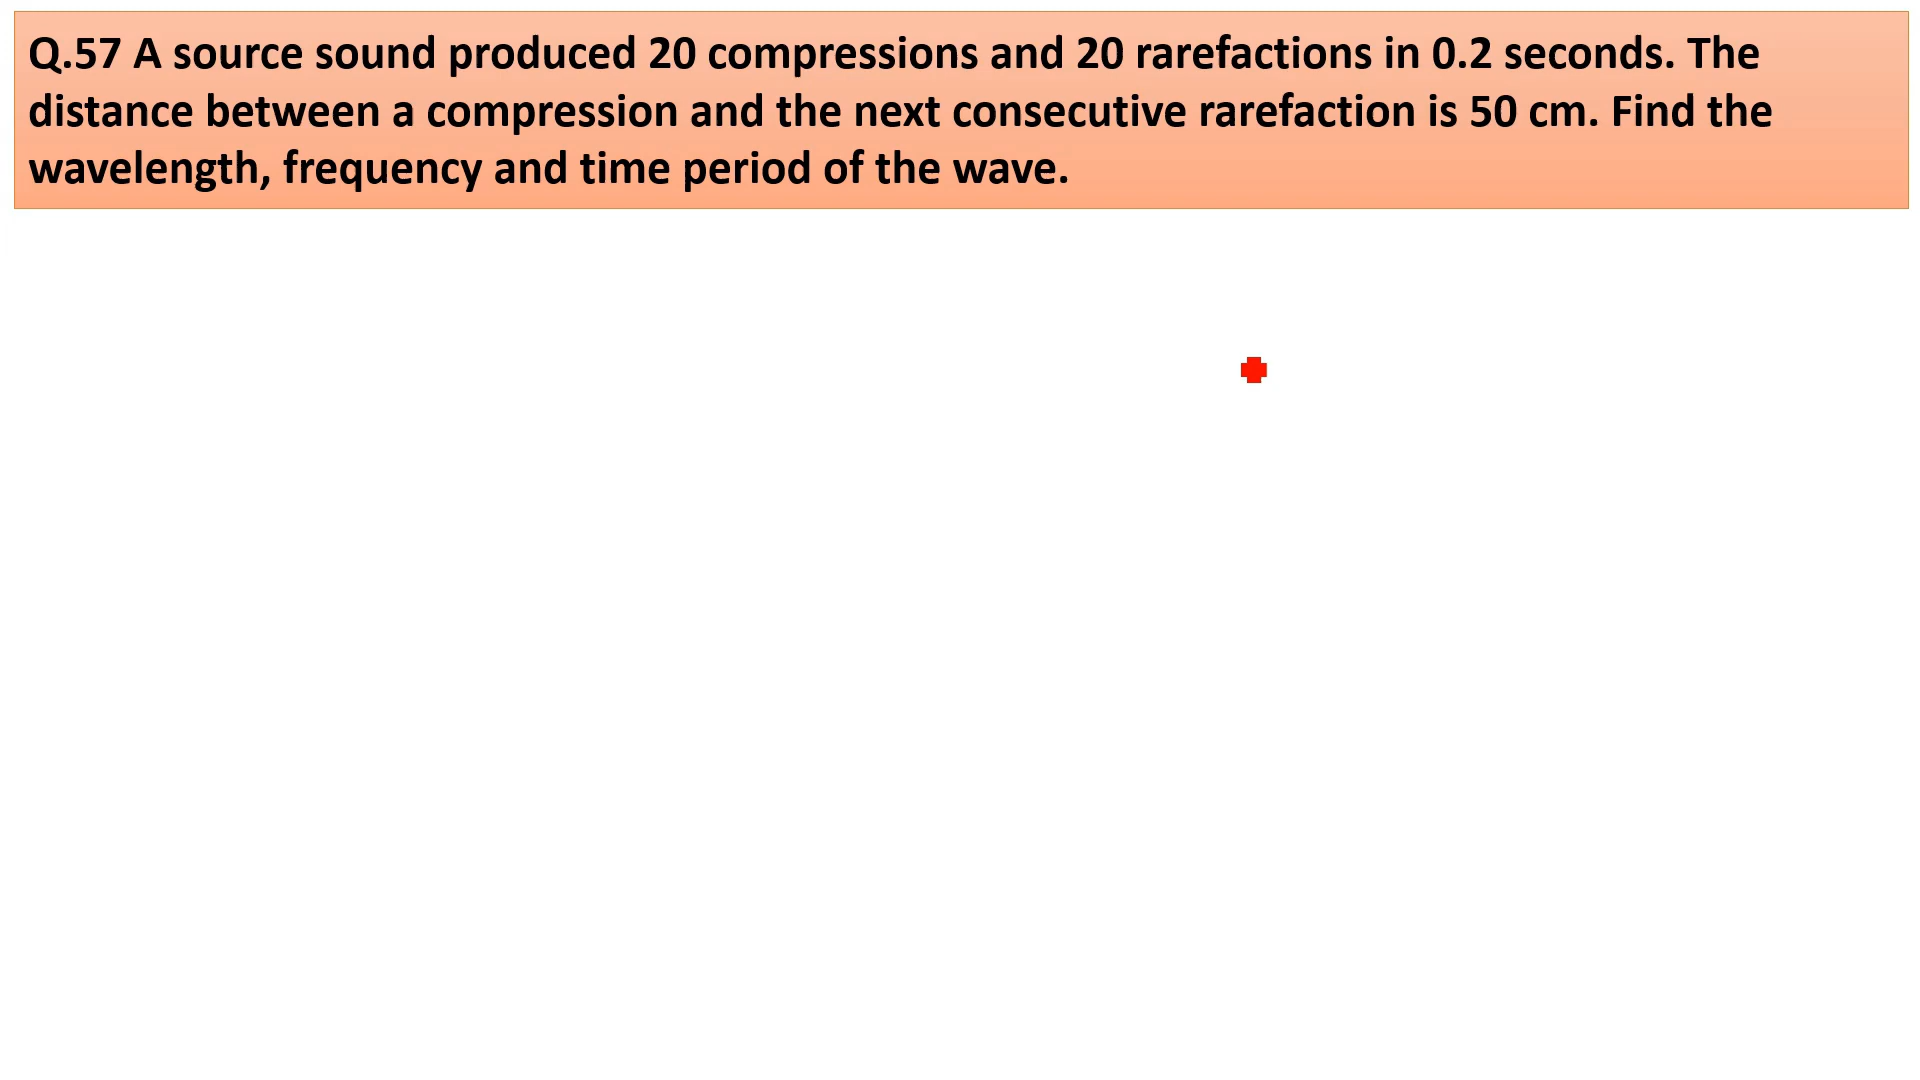 Q.57 A source sound produced 20 compressions and 20 rarefactions in 0.2 seconds. The
distance between a compression and the next consecutive rarefaction is 50 cm. Find the
wavelength, frequency and time period of the wave.